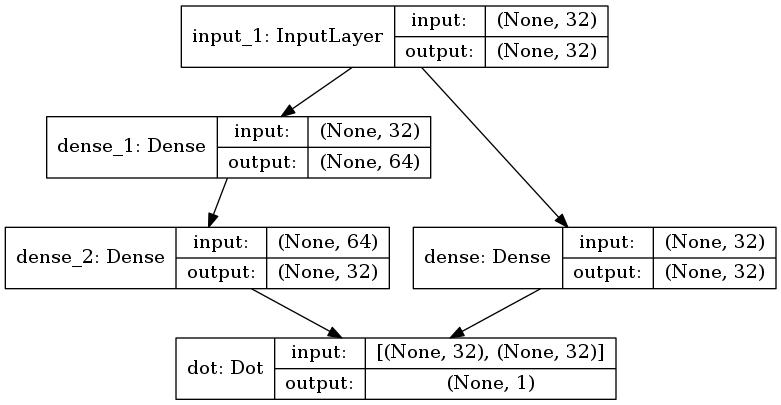 input_1: InputLayer
input: (None, 32)
output: (None, 32)
dense_1: Dense
input: (None, 32)
output: (None, 64)
dense_2: Dense
input: (None, 64)
output: (None, 32)
dense: Dense
input: (None, 32)
output: (None, 32)
dot: Dot
input: [(None, 32), (None, 32)]
output: (None, 1)